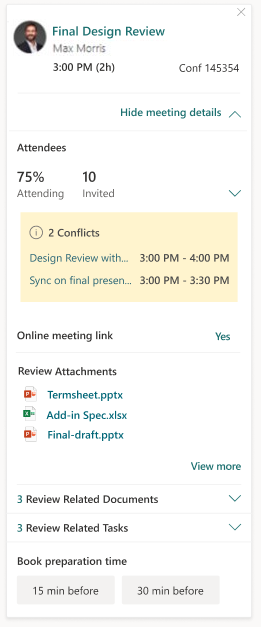 Final Design Review
Max Morris
3:00 PM (2h) Conf 145354
Hide meeting details
Attendees
75% 10
Attending Invited
2 Conflicts
Design Review with... 3:00 PM - 4:00 PM
Sync on final presen... 3:00 PM - 3:30 PM
Online meeting link Yes
Review Attachments
Termsheet.pptx
Add-in Spec.xlsx
Final-draft.pptx
View more
3 Review Related Documents
3 Review Related Tasks
Book preparation time
15 min before 30 min before